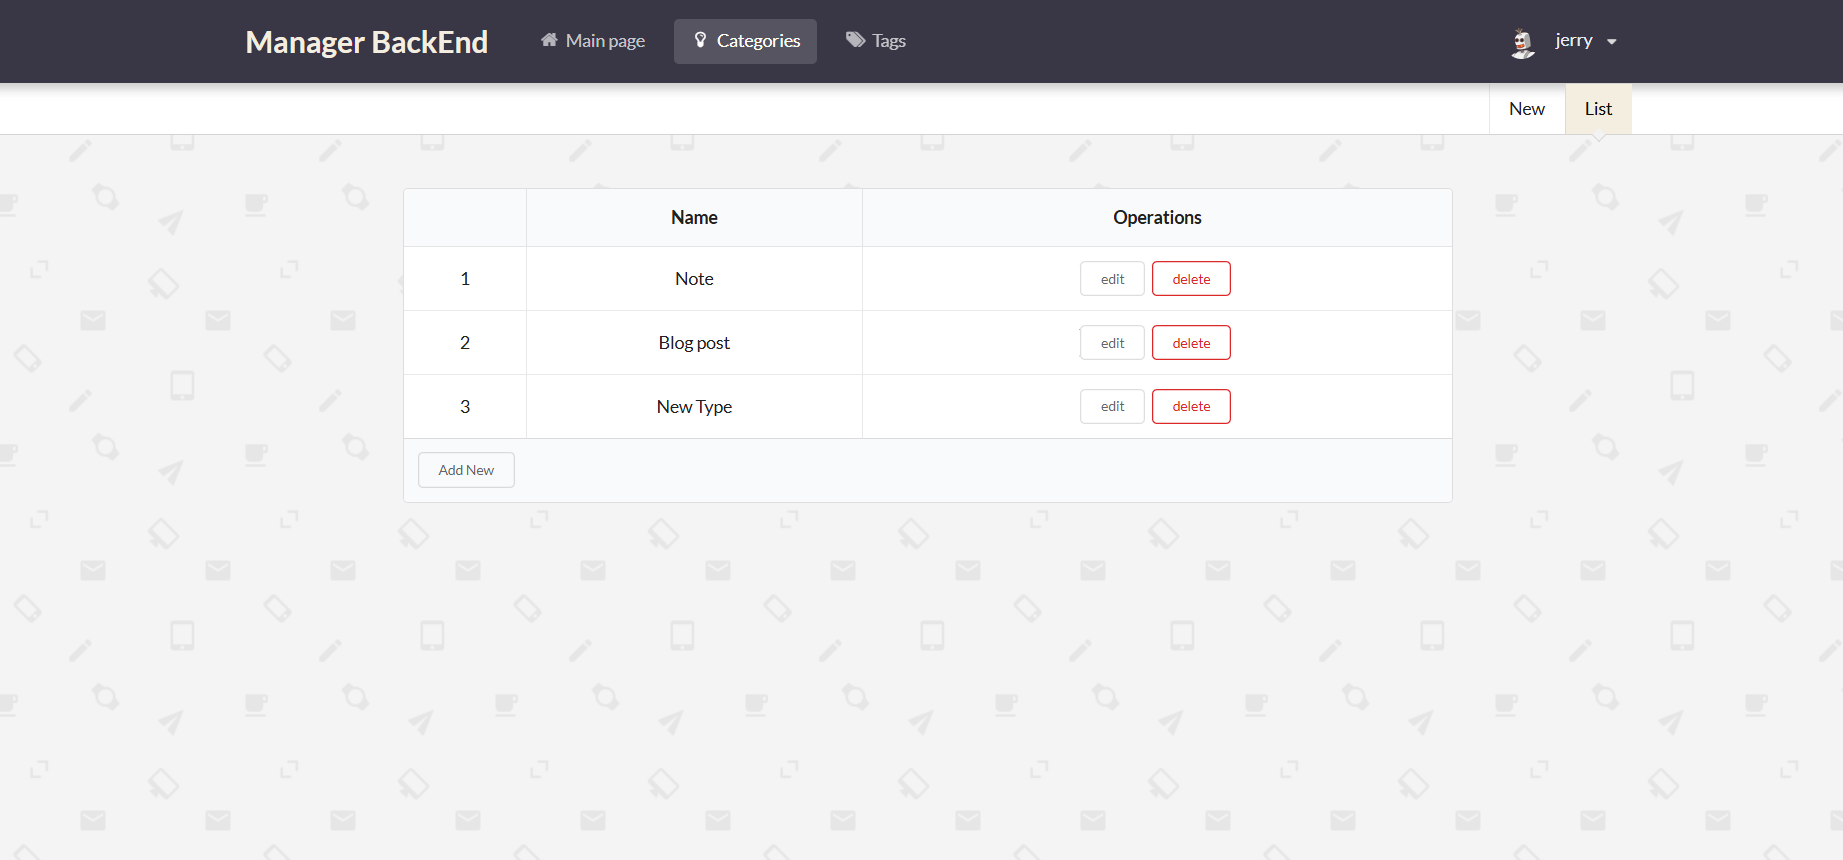 Manager BackEnd Main page Categories Tags jerry
New List
Name Operations
1 Note edit delete
2 Blog post edit delete
3 New Type edit delete
Add New